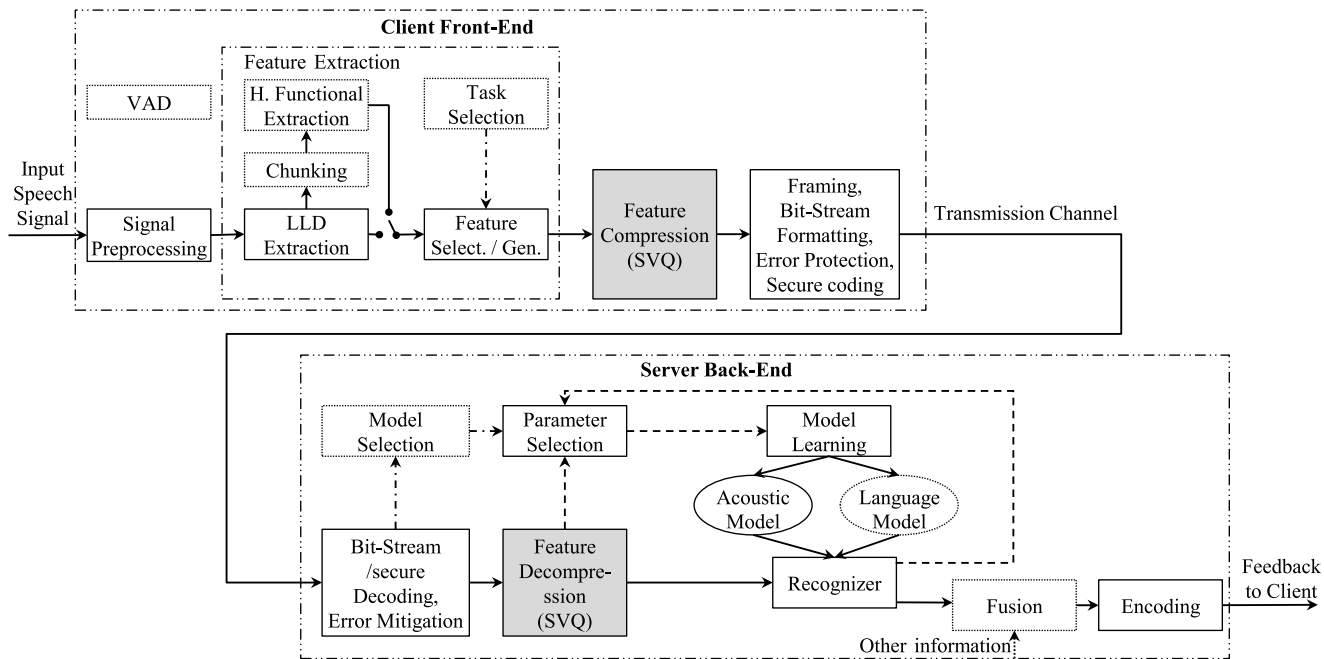 Client Front-End
Feature Extraction
VAD
H. Functional
Extraction
Task
Selection
Chunking
Input
Speech
Signal
Signal
Preprocessing
LLD
Extraction
Feature
Select. / Gen.
Feature
Compression
(SVQ)
Framing,
Bit-Stream
Formatting,
Error Protection,
Secure coding
Transmission Channel
Server Back-End
Model
Selection
Parameter
Selection
Model
Learning
Acoustic
Model
Language
Model
Bit-Stream
/secure
Decoding,
Error Mitigation
Feature
Decompre-
ssion
(SVQ)
Recognizer
Fusion
Encoding
Feedback
to Client
Other information